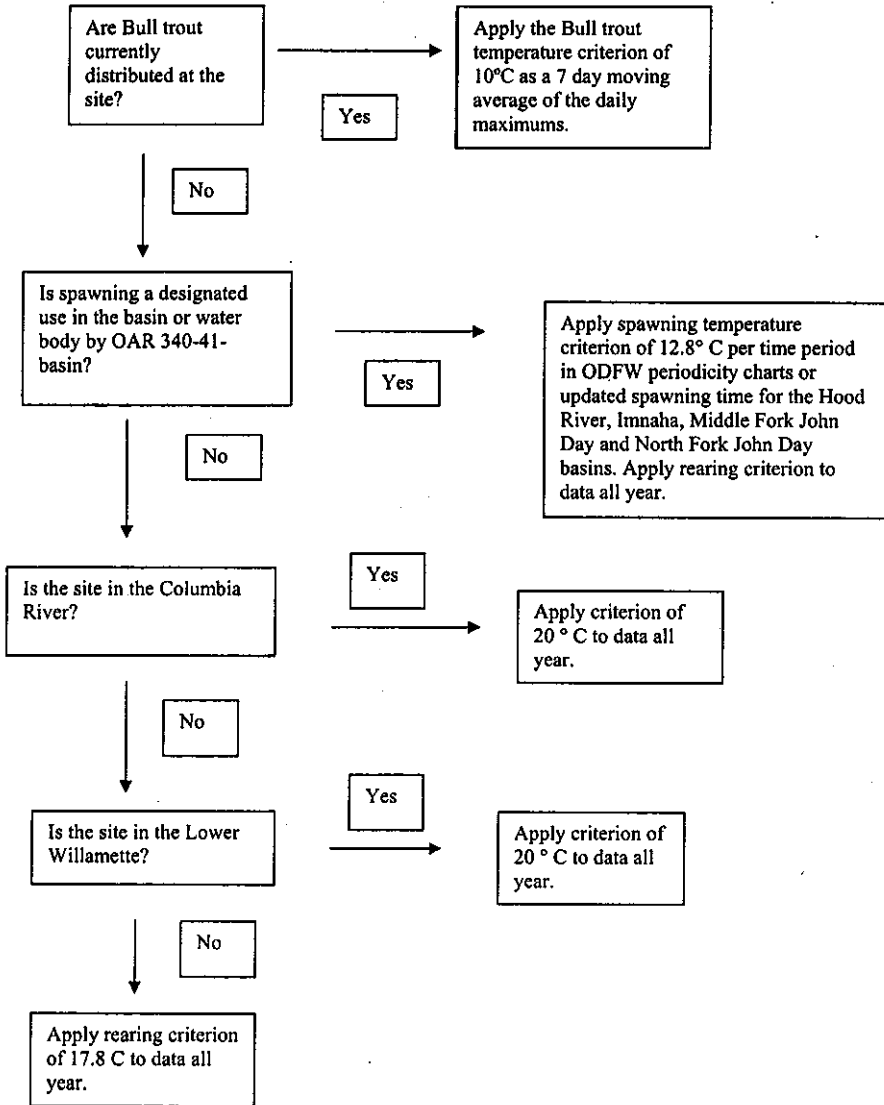 Are Bull trout
currently
distributed at the
site?
Yes
Apply the Bull trout
temperature criterion of
10°C as a 7 day moving
average of the daily
maximums.
No
Is spawning a designated
use in the basin or water
body by OAR 340-41-
basin?
Yes
Apply spawning temperature
criterion of 12.8° C per time period
in ODFW periodicity charts or
updated spawning time for the Hood
River, Imnaha, Middle Fork John
Day and North Fork John Day
basins. Apply rearing criterion to
data all year.
No
Is the site in the Columbia
River?
Yes
Apply criterion of
20 ° C to data all
year.
No
Is the site in the Lower
Willamette?
Yes
Apply criterion of
20 ° C to data all
year.
No
Apply rearing criterion
of 17.8 C to data all
year.